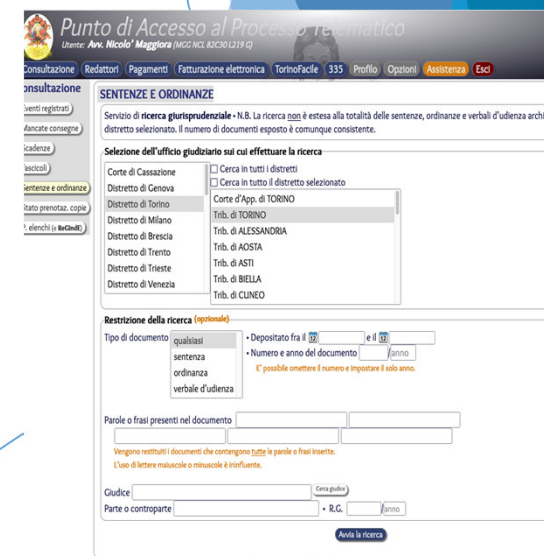 Punto di Accesso al Processo Telematico
Utente: Avv. Nicolo' Maggiora (MGG NCL 82C30 L219 G)
Consultazione Redattori Pagamenti Fatturazione elettronica TorinoFacile 335 Profilo Opzioni Assistenza Esci
onsultazione
venti registrati
Mancate consegne
cadenze
ascicoli
entenze e ordinanze
tato prenotaz. copie
P. elenchi (e ReGIndE)
SENTENZE E ORDINANZE
Servizio di ricerca giurisprudenziale • N.B. La ricerca non è estesa alla totalità delle sentenze, ordinanze e verbali d'udienza archi
distretto selezionato. Il numero di documenti esposto è comunque consistente.
Selezione dell'ufficio giudiziario sui cui effettuare la ricerca
Corte di Cassazione
Distretto di Genova
Distretto di Torino
Distretto di Milano
Distretto di Brescia
Distretto di Trento
Distretto di Trieste
Distretto di Venezia
Cerca in tutti i distretti
Cerca in tutto il distretto selezionato
Corte d'App. di TORINO
Trib. di TORINO
Trib. di ALESSANDRIA
Trib. di AOSTA
Trib. di ASTI
Trib. di BIELLA
Trib. di CUNEO
Restrizione della ricerca (opzionale)
Tipo di documento
qualsiasi
sentenza
ordinanza
verbale d'udienza
• Depositato fra il 12 e il 12
• Numero e anno del documento /anno
E' possibile omettere il numero e impostare il solo anno.
Parole o frasi presenti nel documento
Vengono restituiti i documenti che contengono tutte le parole o frasi inserite.
L'uso di lettere maiuscole o minuscole è ininfluente.
Giudice Cerca giudice
Parte o controparte • R.G. /anno
Avvia la ricerca